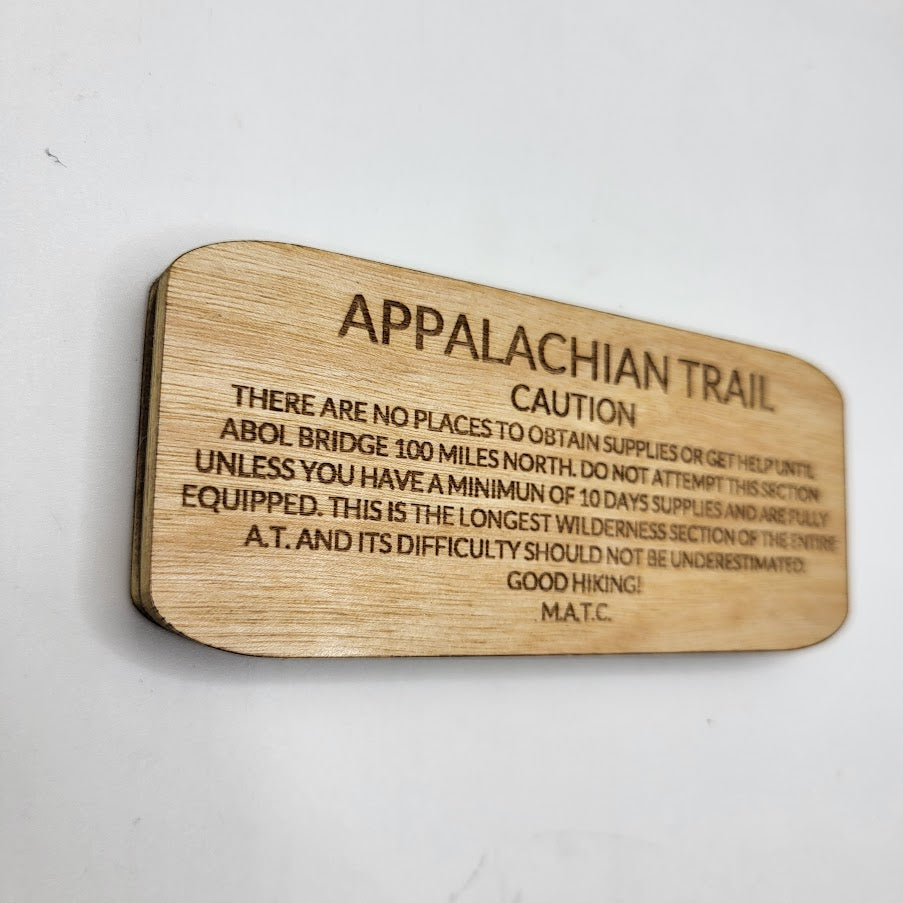 APPALACHIAN TRAIL
CAUTION
THERE ARE NO PLACES TO OBTAIN SUPPLIES OR GET HELP UNTIL
ABOL BRIDGE 100 MILES NORTH. DO NOT ATTEMPT THIS SECTION
UNLESS YOU HAVE A MINIMUN OF 10 DAYS SUPPLIES AND ARE FULLY
EQUIPPED. THIS IS THE LONGEST WILDERNESS SECTION OF THE ENTIRE
A.T. AND ITS DIFFICULTY SHOULD NOT BE UNDERESTIMATED.
GOOD HIKING!
M.A.T.C.